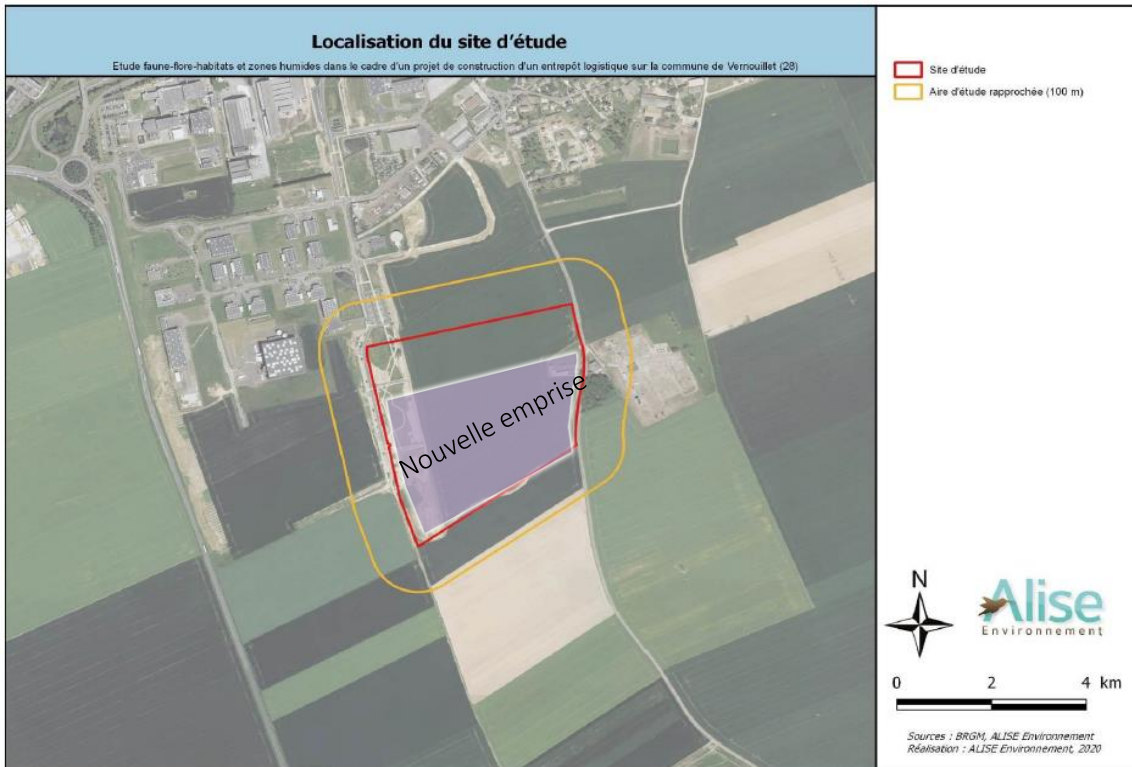 Localisation du site d'étude
Etude faune-flore-habitats et zones humides dans le cadre d'un projet de construction d'un entrepôt logistique sur la commune de Vernouillet (28)
Site d'étude
Aire d'étude rapprochée (100 m)
Nouvelle emprise
N
Alise
Environnement
0 2 4 km
Sources : BRGM, ALISE Environnement
Réalisation : ALISE Environnement, 2020